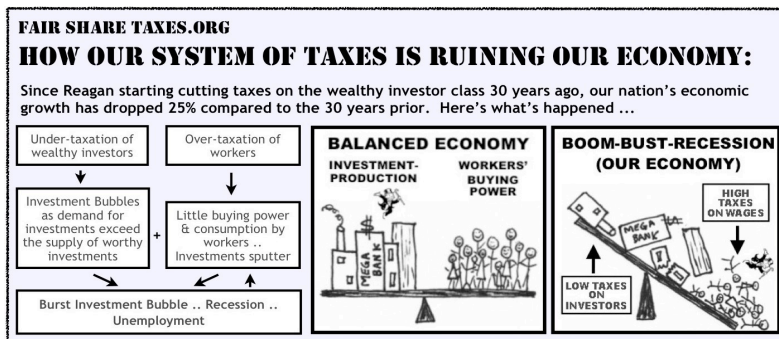 FAIR SHARE TAXES.ORG
HOW OUR SYSTEM OF TAXES IS RUINING OUR ECONOMY:
Since Reagan starting cutting taxes on the wealthy investor class 30 years ago, our nation's economic
growth has dropped 25% compared to the 30 years prior.  Here's what's happened ...
Under-taxation of
wealthy investors
Over-taxation of
workers
Investment Bubbles
as demand for
investments exceed
the supply of worthy
investments
+
Little buying power
& consumption by
workers ..
Investments sputter
Burst Investment Bubble .. Recession ..
Unemployment
BALANCED ECONOMY
INVESTMENT-
PRODUCTION
WORKERS'
BUYING
POWER
$
MEGA
BANK
BOOM-BUST-RECESSION
(OUR ECONOMY)
HIGH
TAXES
ON WAGES
$
MEGA
BANK
LOW TAXES
ON
INVESTORS